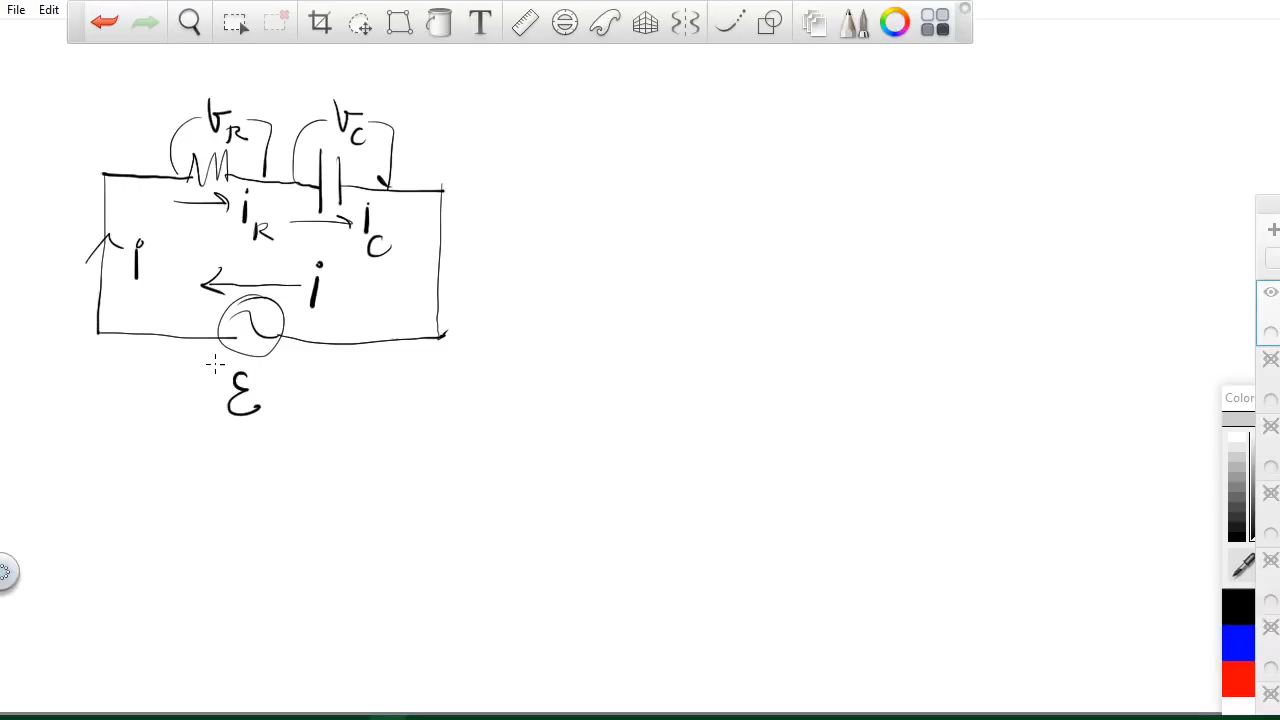 File Edit
T
v_R v_C
i_R i_C
i
i
ε
Color